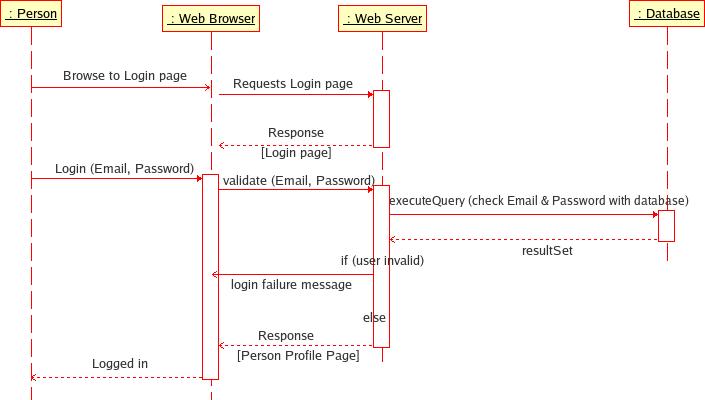 : Person
: Web Browser
: Web Server
: Database
Browse to Login page
Requests Login page
Response
[Login page]
Login (Email, Password)
validate (Email, Password)
executeQuery (check Email & Password with database)
resultSet
if (user invalid)
login failure message
else
Response
[Person Profile Page]
Logged in